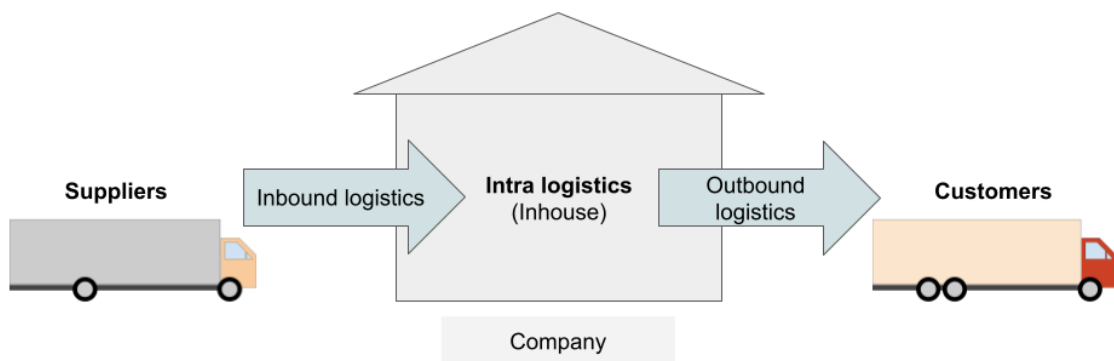 Suppliers
Inbound logistics
Intra logistics
(Inhouse)
Outbound
logistics
Customers
Company